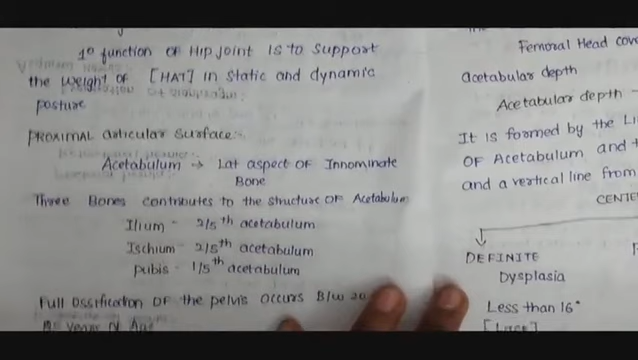 1° function of Hip Joint Is to Support
the weight of [HAT] in static and dynamic
posture
PROXIMAL articular surface:-
Acetabulum → Lat aspect of Innominate
Bone
Three Bones contributes to the structure of Acetabulum
Ilium - 2/5th acetabulum
Ischium - 2/5th acetabulum
pubis - 1/5th acetabulum
Full Ossification of the pelvis occurs B/w 20
Femoral Head cove
acetabular depth
Acetabular depth -
It is formed by the Li
of Acetabulum and t
and a vertical line from
CENTE
DEFINITE
Dysplasia
Less than 16°